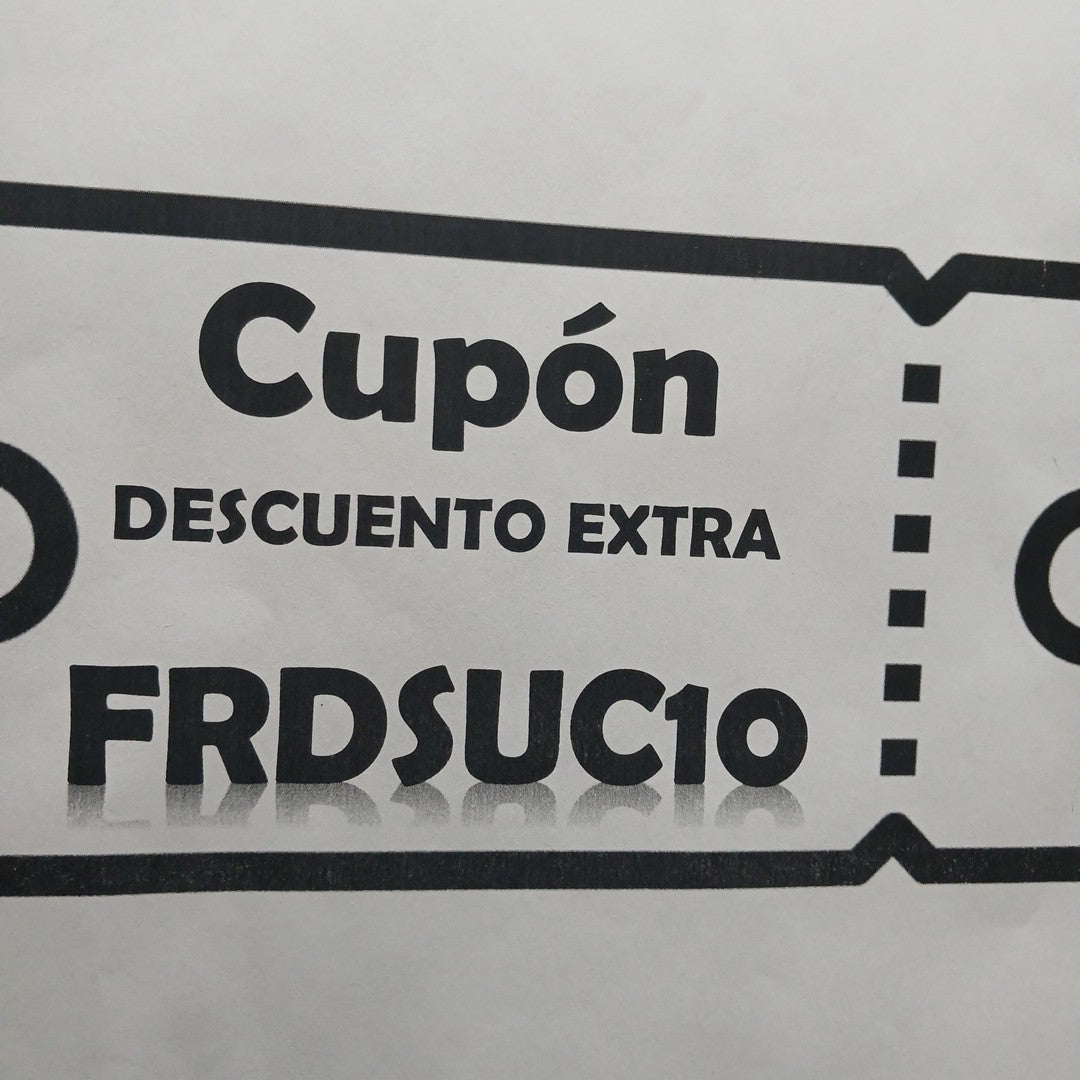 Cupón
DESCUENTO EXTRA
FRDSUC10